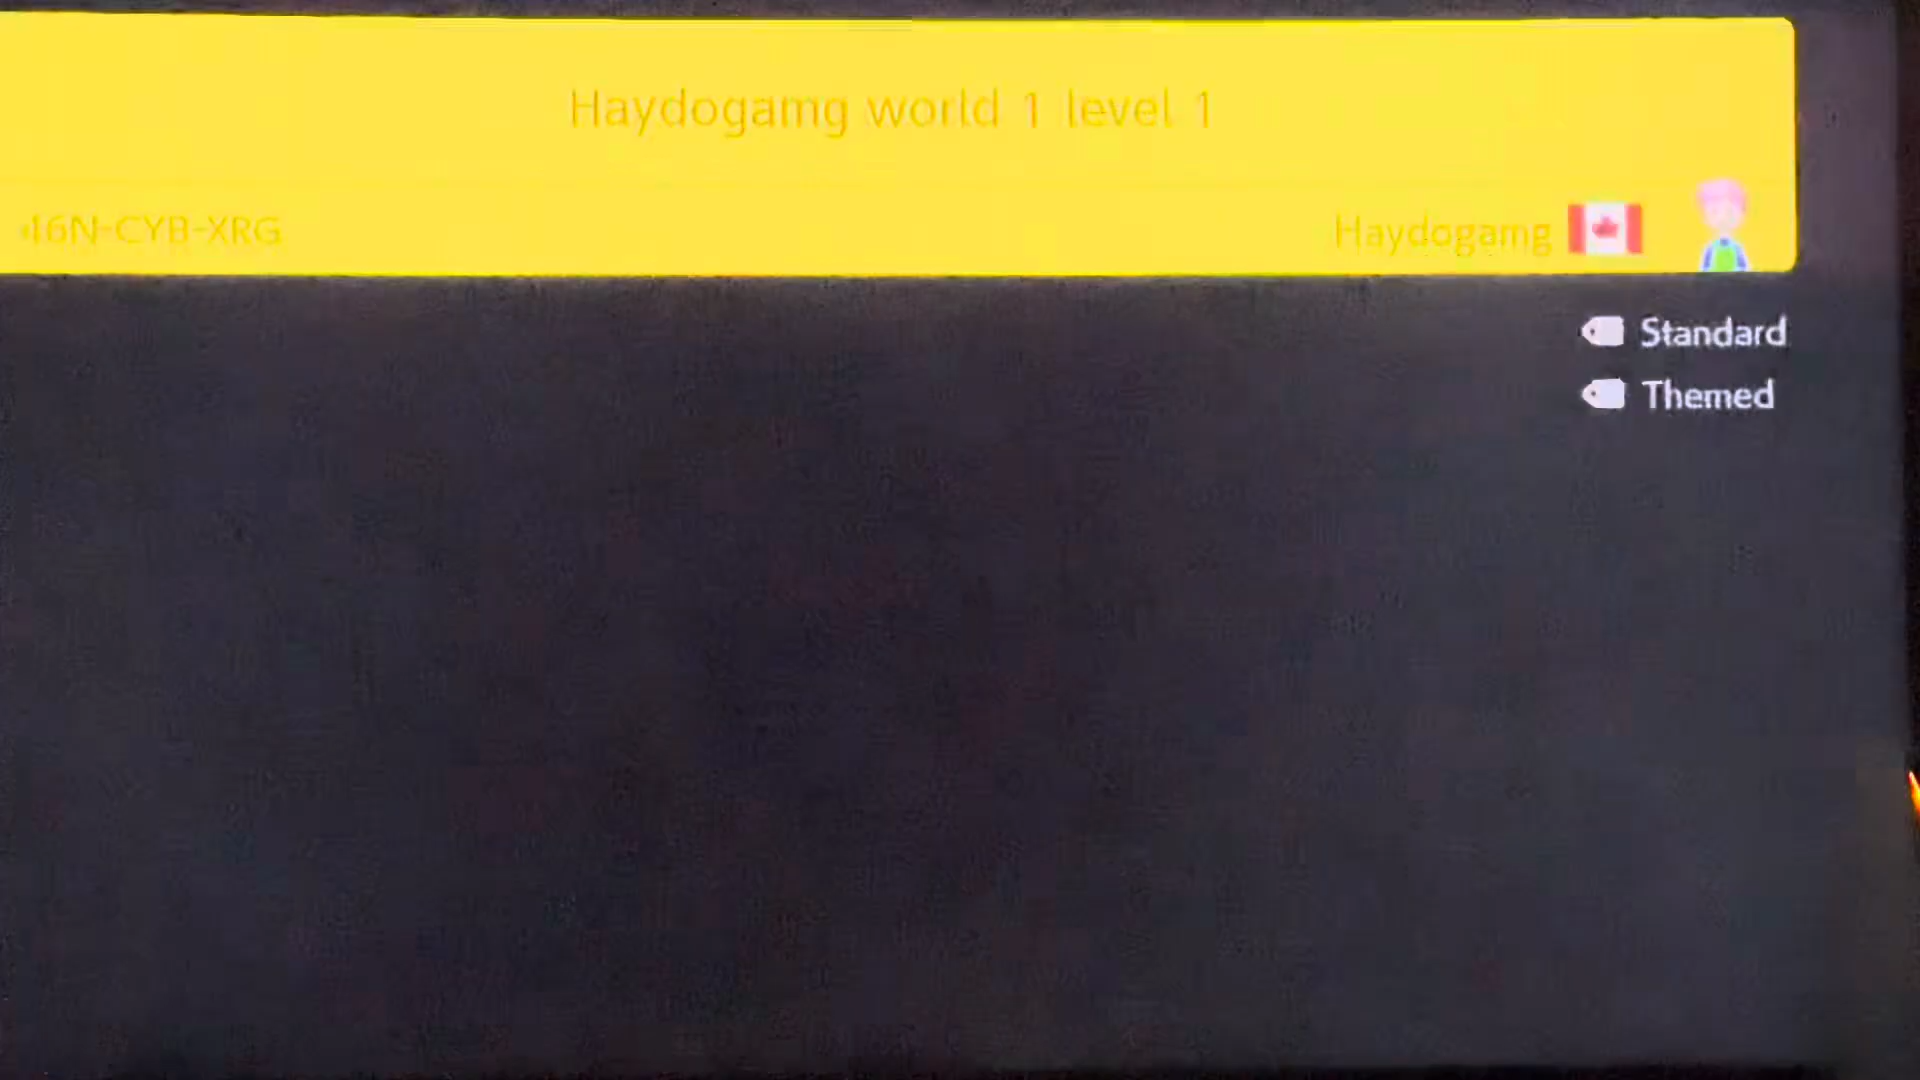 Haydogamg world 1 level 1
16N-CYB-XRG
Haydogamg
Standard
Themed